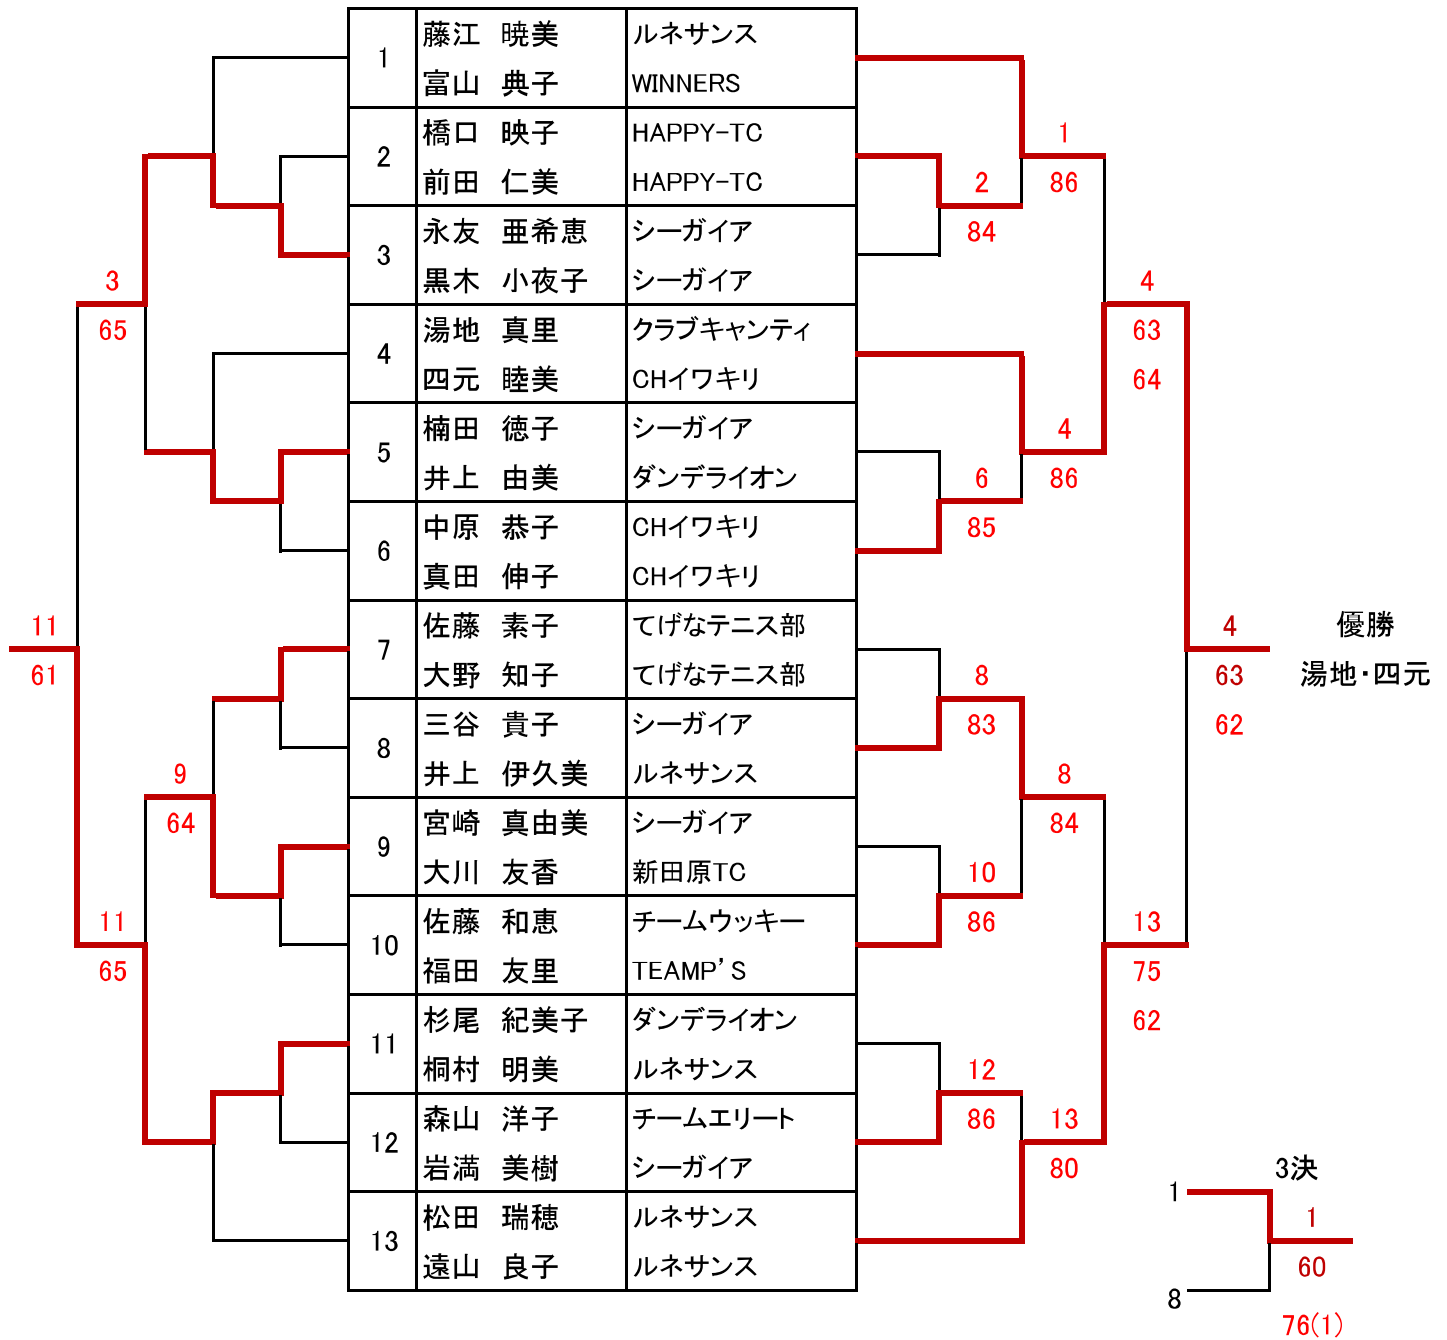 1 藤江 暁美 ルネサンス
富山 典子 WINNERS
2 橋口 映子 HAPPY-TC
前田 仁美 HAPPY-TC
3 永友 亜希恵 シーガイア
黒木 小夜子 シーガイア
4 湯地 真里 クラブキャンティ
四元 睦美 CHイワキリ
5 楠田 徳子 シーガイア
井上 由美 ダンデライオン
6 中原 恭子 CHイワキリ
真田 伸子 CHイワキリ
7 佐藤 素子 てげなテニス部
大野 知子 てげなテニス部
8 三谷 貴子 シーガイア
井上 伊久美 ルネサンス
9 宮崎 真由美 シーガイア
大川 友香 新田原TC
10 佐藤 和恵 チームウッキー
福田 友里 TEAMP'S
11 杉尾 紀美子 ダンデライオン
桐村 明美 ルネサンス
12 森山 洋子 チームエリート
岩満 美樹 シーガイア
13 松田 瑞穂 ルネサンス
遠山 良子 ルネサンス
3
65
11
61
9
64
11
65
2
84
1
86
6
85
4
86
4
63
64
8
83
10
86
8
84
12
86
13
80
13
75
62
4
63
62
優勝
湯地・四元
3決
1
8
1
60
76(1)